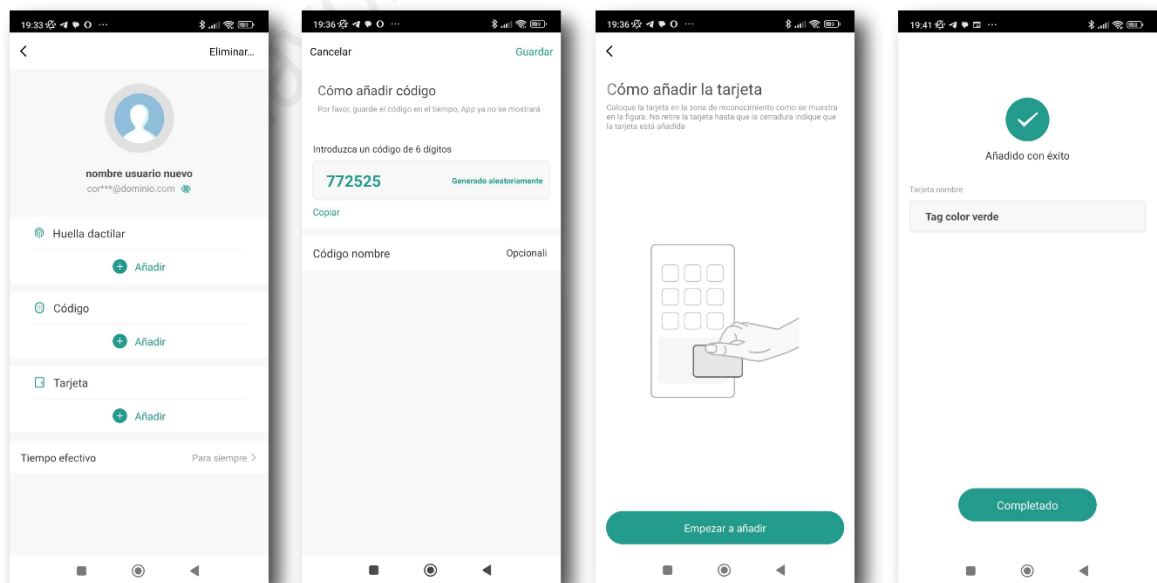 19:33
Eliminar...
nombre usuario nuevo
cor***@dominio.com
Huella dactilar
Añadir
Código
Añadir
Tarjeta
Añadir
Tiempo efectivo Para siempre >
19:36
Cancelar Guardar
Cómo añadir código
Por favor, guarde el código en el tiempo, App ya no se mostrará
Introduzca un código de 6 dígitos
772525 Generado aleatoriamente
Copiar
Código nombre Opcionali
19:36
Cómo añadir la tarjeta
Coloque la tarjeta en la zona de reconocimiento como se muestra
en la figura. No retire la tarjeta hasta que la cerradura indique que
la tarjeta está añadida
Empezar a añadir
19:41
Añadido con éxito
Tarjeta nombre
Tag color verde
Completado